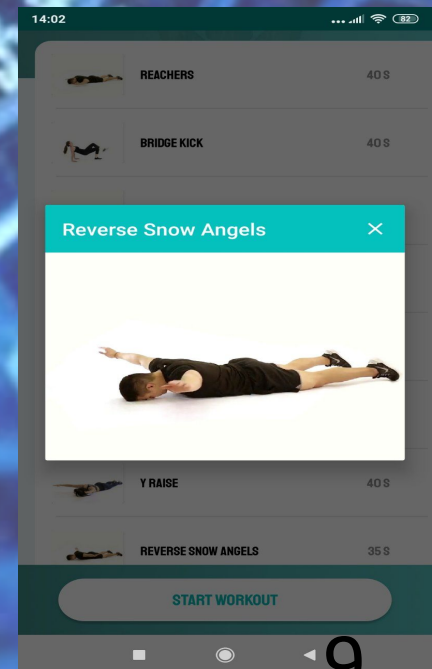 14:02
82
REACHERS 40 S
BRIDGE KICK 40 S
Reverse Snow Angels
Y RAISE 40 S
REVERSE SNOW ANGELS 35 S
START WORKOUT
9